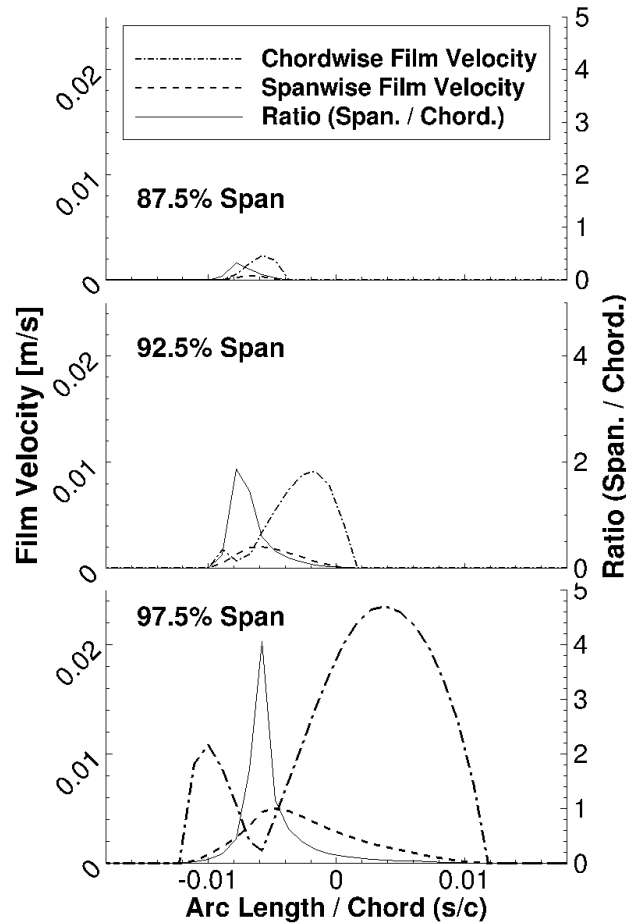 Chordwise Film Velocity
Spanwise Film Velocity
Ratio (Span. / Chord.)
0.02
0.01
0
5
4
3
2
1
0
87.5% Span
92.5% Span
0.02
0.01
0
4
2
0
97.5% Span
0.02
0.01
0
5
4
3
2
1
0
Film Velocity [m/s]
Ratio (Span. / Chord.)
-0.01 0 0.01
Arc Length / Chord (s/c)